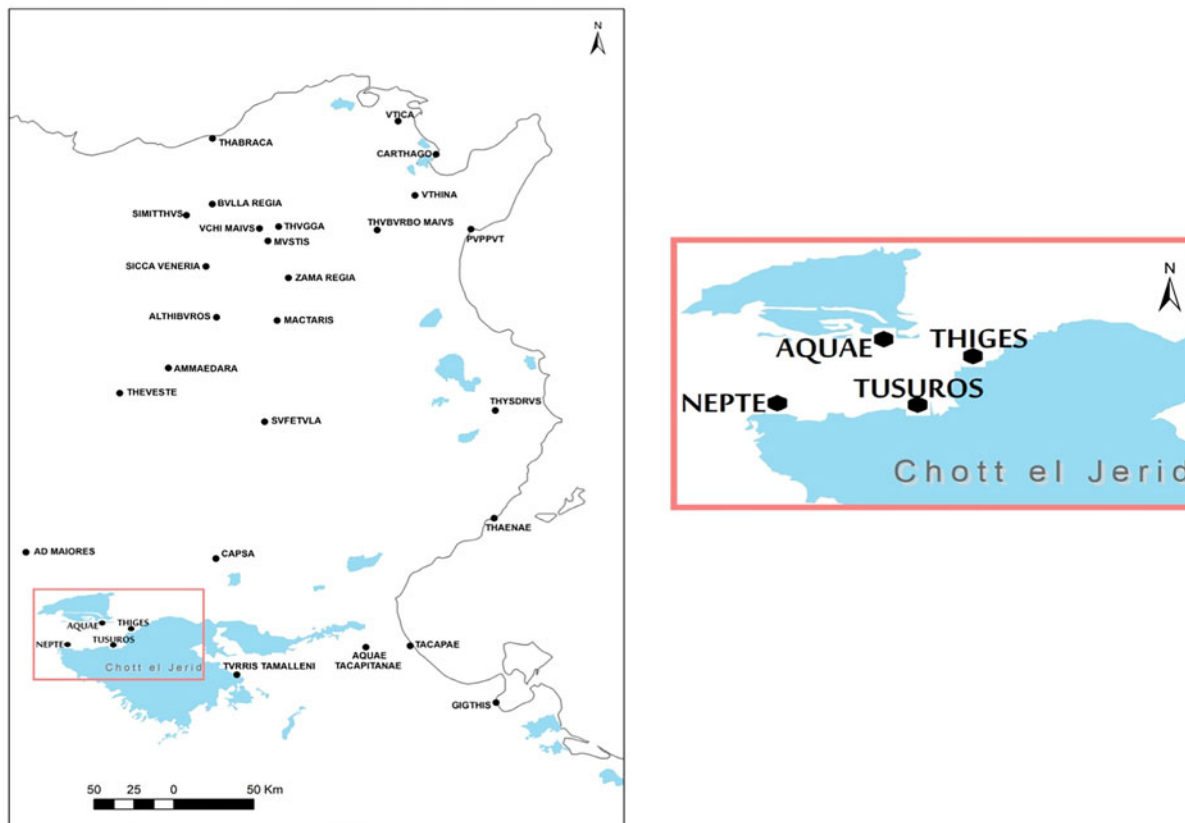 N
VTICA
THABRACA
CARTHAGO
VTHINA
BVLLA REGIA
SIMITTHVS
VCHI MAIVS
THVGGA
THVBVRBO MAIVS
MVSTIS
PVPPVT
SICCA VENERIA
ZAMA REGIA
ALTHIBVROS
MACTARIS
AMMAEDARA
THEVESTE
THYSDRVS
SVFETVLA
THAENAE
AD MAIORES
CAPSA
AQUAE
THIGES
NEPTE
TUSUROS
Chott el Jerid
TVRRIS TAMALLENI
AQUAE
TACAPITANAE
TACAPAE
GIGTHIS
50 25 0 50 Km
N
AQUAE
THIGES
NEPTE
TUSUROS
Chott el Jerid